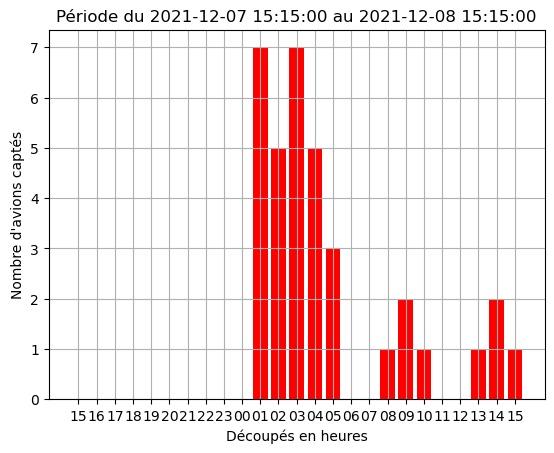 Période du 2021-12-07 15:15:00 au 2021-12-08 15:15:00
7
6
5
4
3
2
1
0
Nombre d'avions captés
15 16 17 18 19 20 21 22 23 00 01 02 03 04 05 06 07 08 09 10 11 12 13 14 15
Découpés en heures